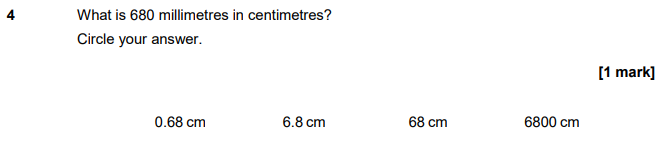 4 What is 680 millimetres in centimetres?
Circle your answer.
[1 mark]
0.68 cm 6.8 cm 68 cm 6800 cm